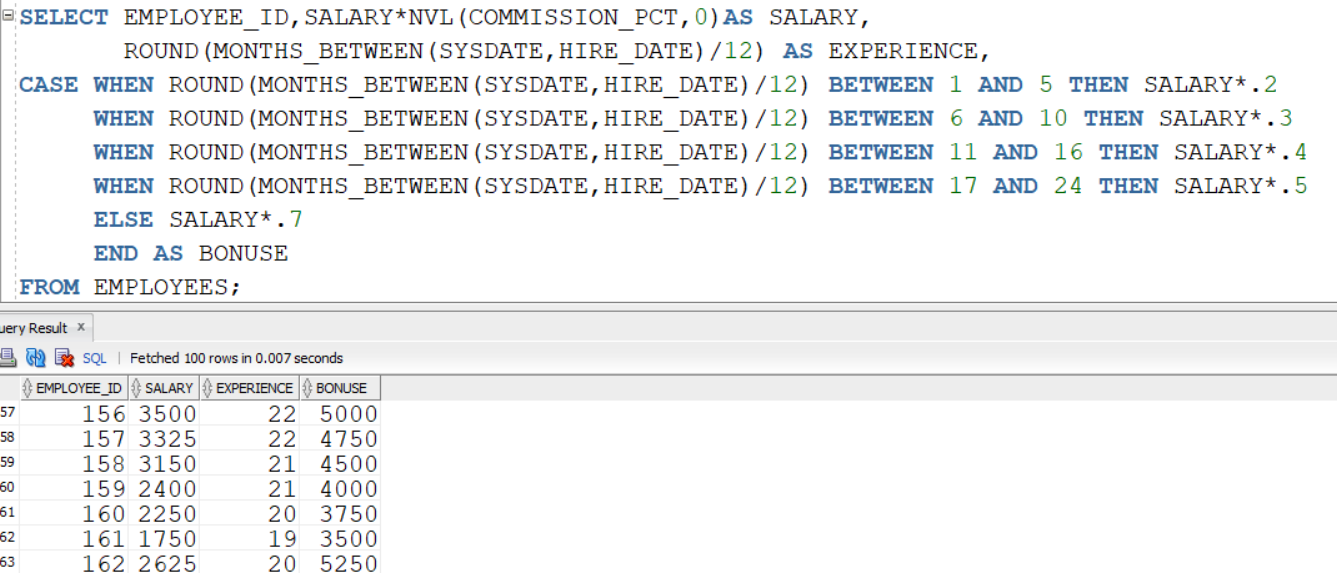 SELECT EMPLOYEE_ID,SALARY*NVL(COMMISSION_PCT,0)AS SALARY,
ROUND(MONTHS_BETWEEN(SYSDATE,HIRE_DATE)/12) AS EXPERIENCE,
CASE WHEN ROUND(MONTHS_BETWEEN(SYSDATE,HIRE_DATE)/12) BETWEEN 1 AND 5 THEN SALARY*.2
WHEN ROUND(MONTHS_BETWEEN(SYSDATE,HIRE_DATE)/12) BETWEEN 6 AND 10 THEN SALARY*.3
WHEN ROUND(MONTHS_BETWEEN(SYSDATE,HIRE_DATE)/12) BETWEEN 11 AND 16 THEN SALARY*.4
WHEN ROUND(MONTHS_BETWEEN(SYSDATE,HIRE_DATE)/12) BETWEEN 17 AND 24 THEN SALARY*.5
ELSE SALARY*.7
END AS BONUSE
FROM EMPLOYEES;
uery Result x
SQL | Fetched 100 rows in 0.007 seconds
EMPLOYEE_ID SALARY EXPERIENCE BONUSE
57 156 3500 22 5000
58 157 3325 22 4750
59 158 3150 21 4500
60 159 2400 21 4000
61 160 2250 20 3750
62 161 1750 19 3500
63 162 2625 20 5250